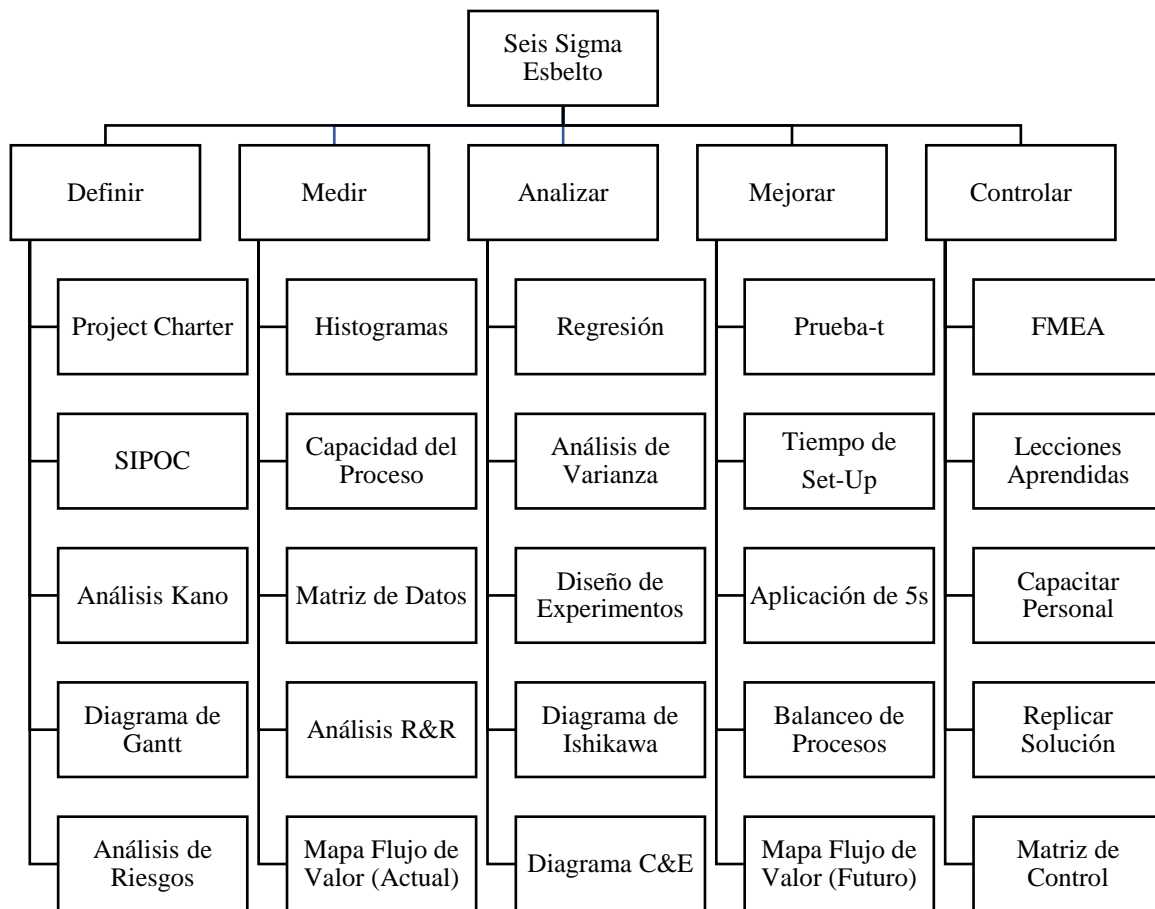 Seis Sigma
Esbelto
Definir
Medir
Analizar
Mejorar
Controlar
Project Charter
Histogramas
Regresión
Prueba-t
FMEA
SIPOC
Capacidad del
Proceso
Análisis de
Varianza
Tiempo de
Set-Up
Lecciones
Aprendidas
Análisis Kano
Matriz de Datos
Diseño de
Experimentos
Aplicación de 5s
Capacitar
Personal
Diagrama de
Gantt
Análisis R&R
Diagrama de
Ishikawa
Balanceo de
Procesos
Replicar
Solución
Análisis de
Riesgos
Mapa Flujo de
Valor (Actual)
Diagrama C&E
Mapa Flujo de
Valor (Futuro)
Matriz de
Control